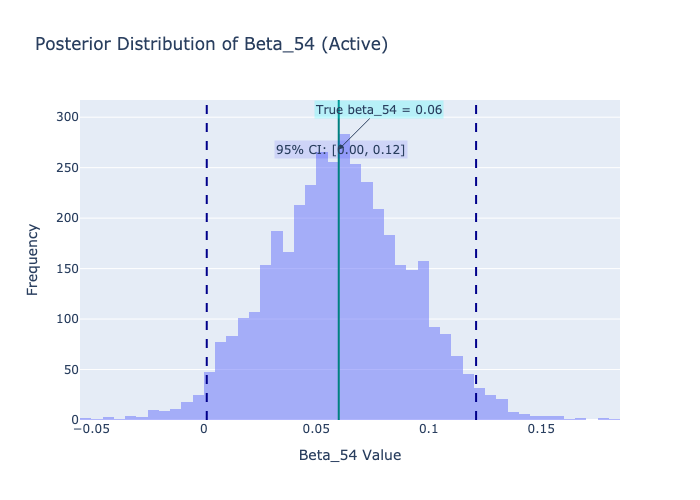 Posterior Distribution of Beta_54 (Active)
True beta_54 = 0.06
95% CI: [0.00, 0.12]
300
250
200
150
100
50
0
Frequency
−0.05
0
0.05
0.1
0.15
Beta_54 Value